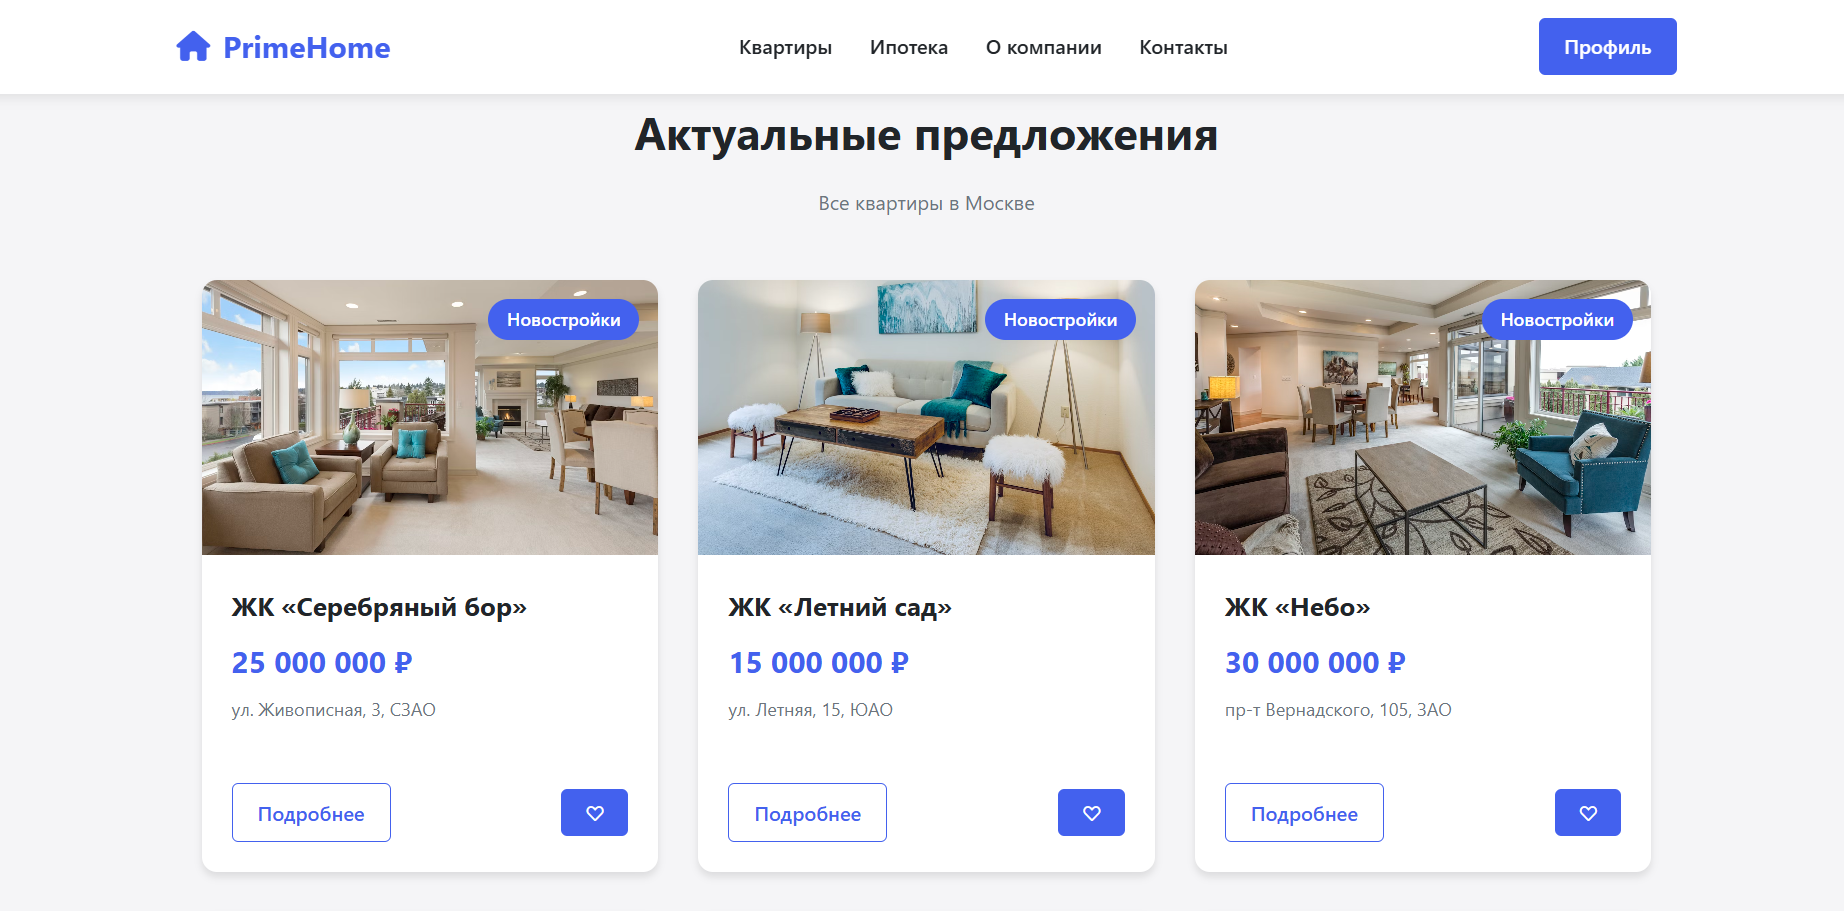 PrimeHome
Квартиры
Ипотека
О компании
Контакты
Профиль
Актуальные предложения
Все квартиры в Москве
Новостройки
ЖК «Серебряный бор»
25 000 000 ₽
ул. Живописная, 3, СЗАО
Подробнее
Новостройки
ЖК «Летний сад»
15 000 000 ₽
ул. Летняя, 15, ЮАО
Подробнее
Новостройки
ЖК «Небо»
30 000 000 ₽
пр-т Вернадского, 105, ЗАО
Подробнее